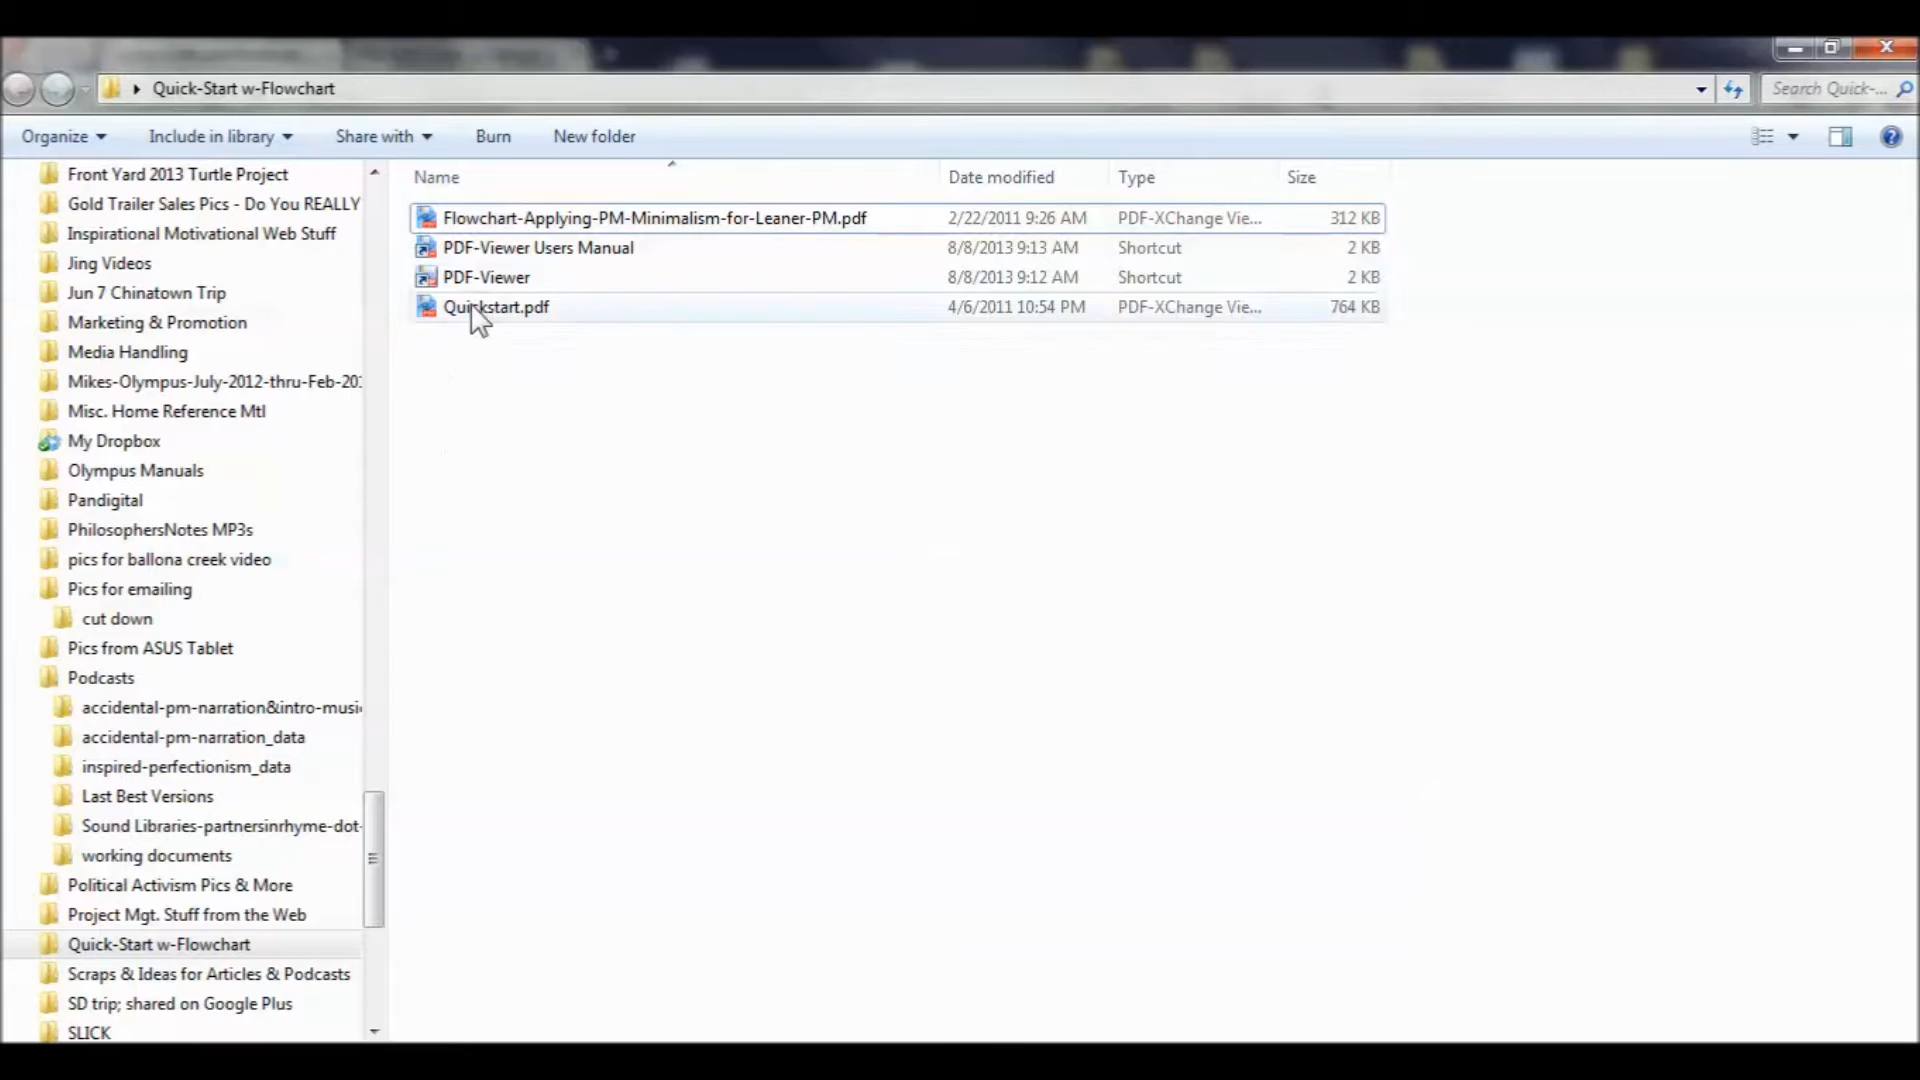 Quick-Start w-Flowchart
Search Quick-...
Organize Include in library Share with Burn New folder
Front Yard 2013 Turtle Project
Gold Trailer Sales Pics - Do You REALLY
Inspirational Motivational Web Stuff
Jing Videos
Jun 7 Chinatown Trip
Marketing & Promotion
Media Handling
Mikes-Olympus-July-2012-thru-Feb-201
Misc. Home Reference Mtl
My Dropbox
Olympus Manuals
Pandigital
PhilosophersNotes MP3s
pics for ballona creek video
Pics for emailing
cut down
Pics from ASUS Tablet
Podcasts
accidental-pm-narration&intro-music
accidental-pm-narration_data
inspired-perfectionism_data
Last Best Versions
Sound Libraries-partnersinrhyme-dot-
working documents
Political Activism Pics & More
Project Mgt. Stuff from the Web
Quick-Start w-Flowchart
Scraps & Ideas for Articles & Podcasts
SD trip; shared on Google Plus
SLICK
Name Date modified Type Size
Flowchart-Applying-PM-Minimalism-for-Leaner-PM.pdf 2/22/2011 9:26 AM PDF-XChange Vie... 312 KB
PDF-Viewer Users Manual 8/8/2013 9:13 AM Shortcut 2 KB
PDF-Viewer 8/8/2013 9:12 AM Shortcut 2 KB
Quickstart.pdf 4/6/2011 10:54 PM PDF-XChange Vie... 764 KB